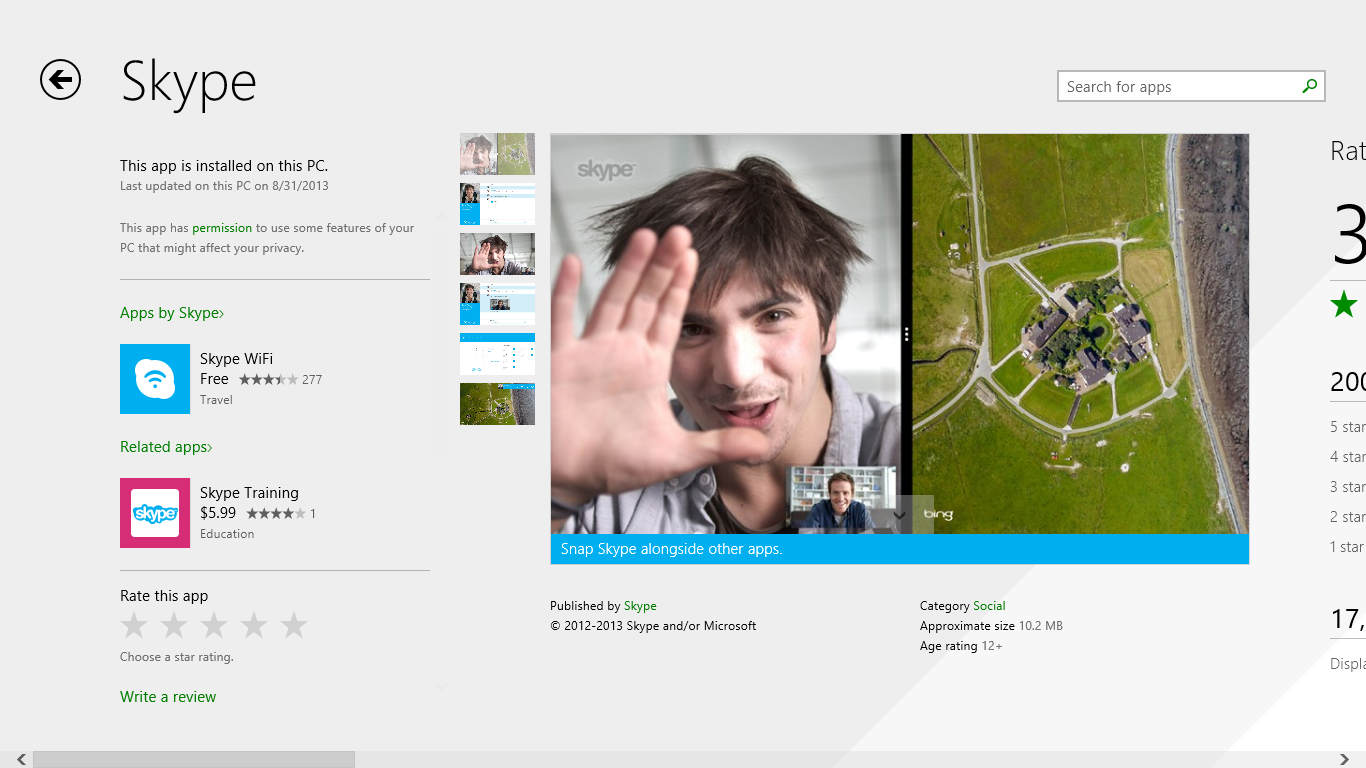 Skype
Search for apps
This app is installed on this PC.
Last updated on this PC on 8/31/2013
This app has permission to use some features of your
PC that might affect your privacy.
Apps by Skype›
Skype WiFi
Free 277
Travel
Related apps›
skype
Skype Training
$5.99 1
Education
Rate this app
Choose a star rating.
Write a review
skype
bing
Snap Skype alongside other apps.
Published by Skype
© 2012-2013 Skype and/or Microsoft
Category Social
Approximate size 10.2 MB
Age rating 12+
Rat
3
200
5 star
4 star
3 star
2 star
1 star
17,
Displa